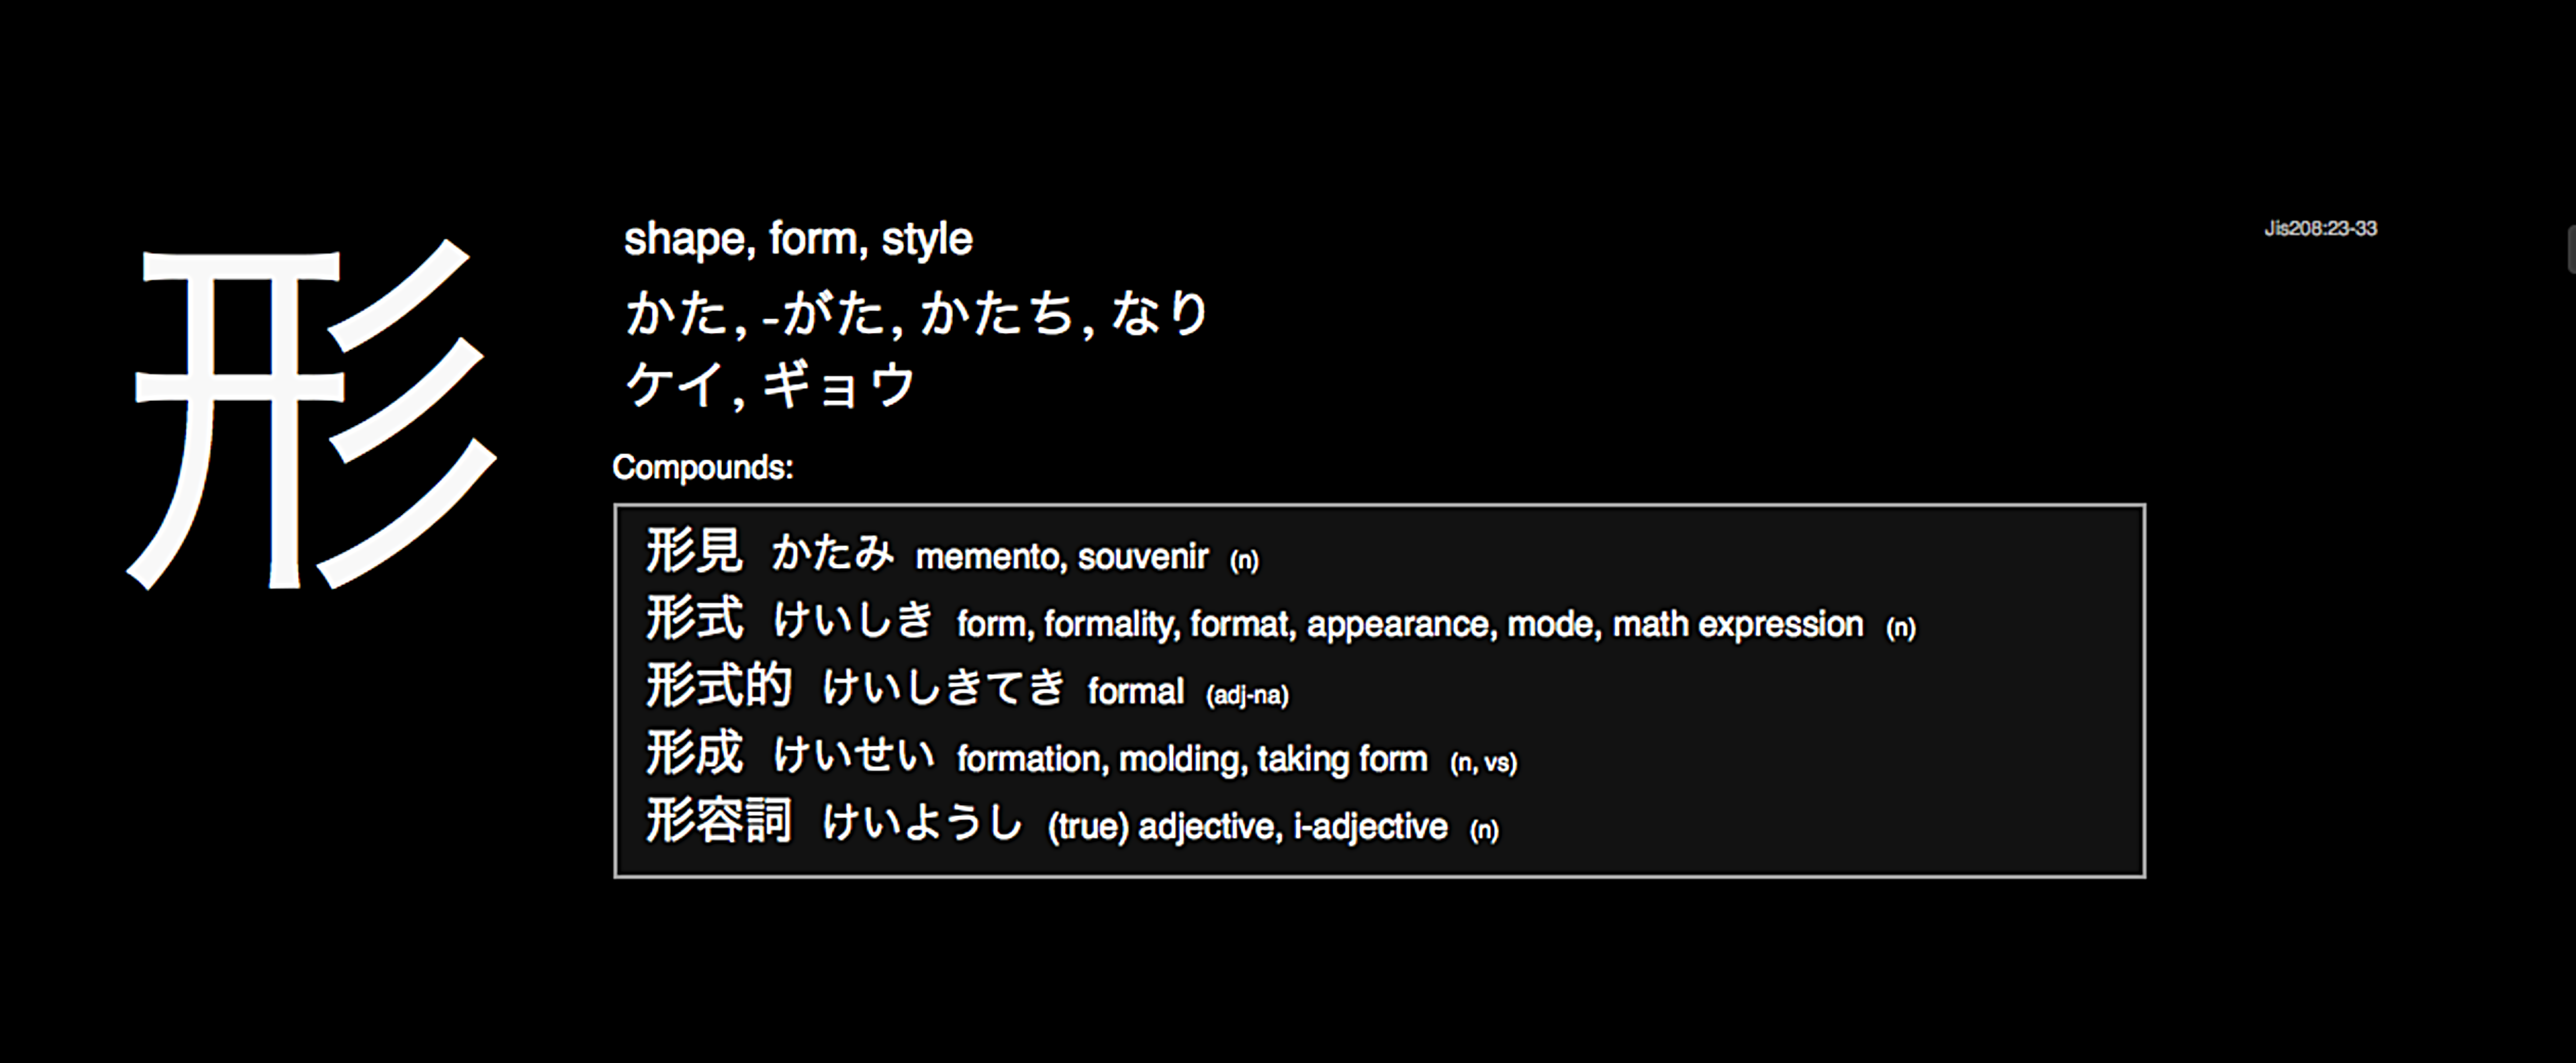 形
shape, form, style
Jis208:23-33
かた, -がた, かたち, なり
ケイ, ギョウ
Compounds:
形見 かたみ memento, souvenir (n)
形式 けいしき form, formality, format, appearance, mode, math expression (n)
形式的 けいしきてき formal (adj-na)
形成 けいせい formation, molding, taking form (n, vs)
形容詞 けいようし (true) adjective, i-adjective (n)